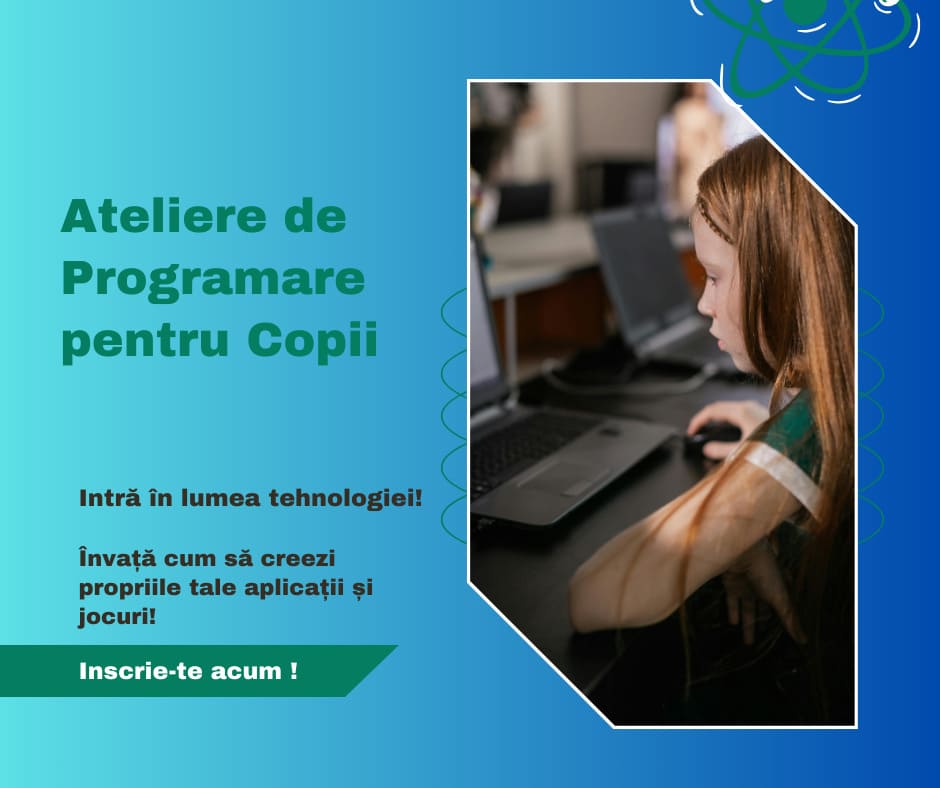 Ateliere de
Programare
pentru Copii
Intră în lumea tehnologiei!
Învață cum să creezi
propriile tale aplicații și
jocuri!
Inscrie-te acum !